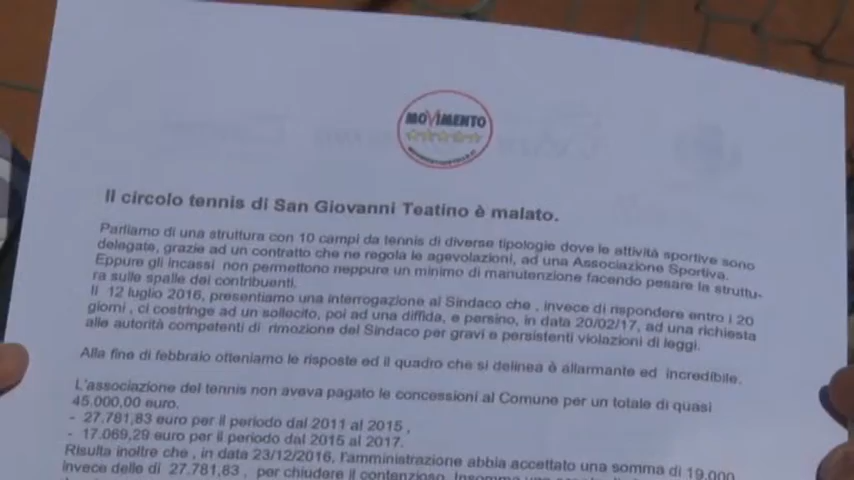 MOVIMENTO
Il circolo tennis di San Giovanni Teatino è malato.
Parliamo di una struttura con 10 campi da tennis di diverse tipologie dove le attività sportive sono
delegate, grazie ad un contratto che ne regola le agevolazioni, ad una Associazione Sportiva.
Eppure gli incassi non permettono neppure un minimo di manutenzione facendo pesare la struttu-
ra sulle spalle dei contribuenti.
Il 12 luglio 2016, presentiamo una interrogazione al Sindaco che , invece di rispondere entro i 20
giorni , ci costringe ad un sollecito, poi ad una diffida, e persino, in data 20/02/17, ad una richiesta
alle autorità competenti di rimozione del Sindaco per gravi e persistenti violazioni di leggi.
Alla fine di febbraio otteniamo le risposte ed il quadro che si delinea è allarmante ed incredibile.
L'associazione del tennis non aveva pagato le concessioni al Comune per un totale di quasi
45.000,00 euro.
- 27.781,83 euro per il periodo dal 2011 al 2015 ,
- 17.069,29 euro per il periodo dal 2015 al 2017.
Risulta inoltre che , in data 23/12/2016, l'amministrazione abbia accettato una somma di 19.000
invece delle di 27.781,83 , per chiudere il contenzioso. Insomma